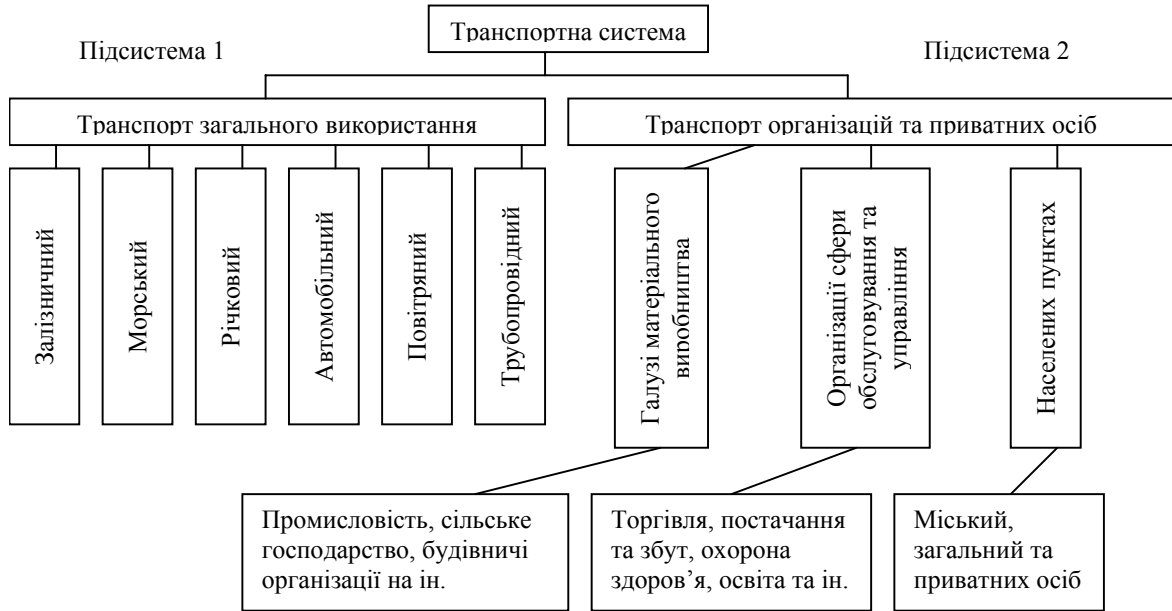 Транспортна система
Підсистема 1
Підсистема 2
Транспорт загального використання
Транспорт організацій та приватних осіб
Залізничний
Морський
Річковий
Автомобільний
Повітряний
Трубопровідний
Галузі матеріального
виробництва
Організації сфери
обслуговування та
управління
Населених пунктах
Промисловість, сільське
господарство, будівничі
організації на ін.
Торгівля, постачання
та збут, охорона
здоров’я, освіта та ін.
Міський,
загальний та
приватних осіб